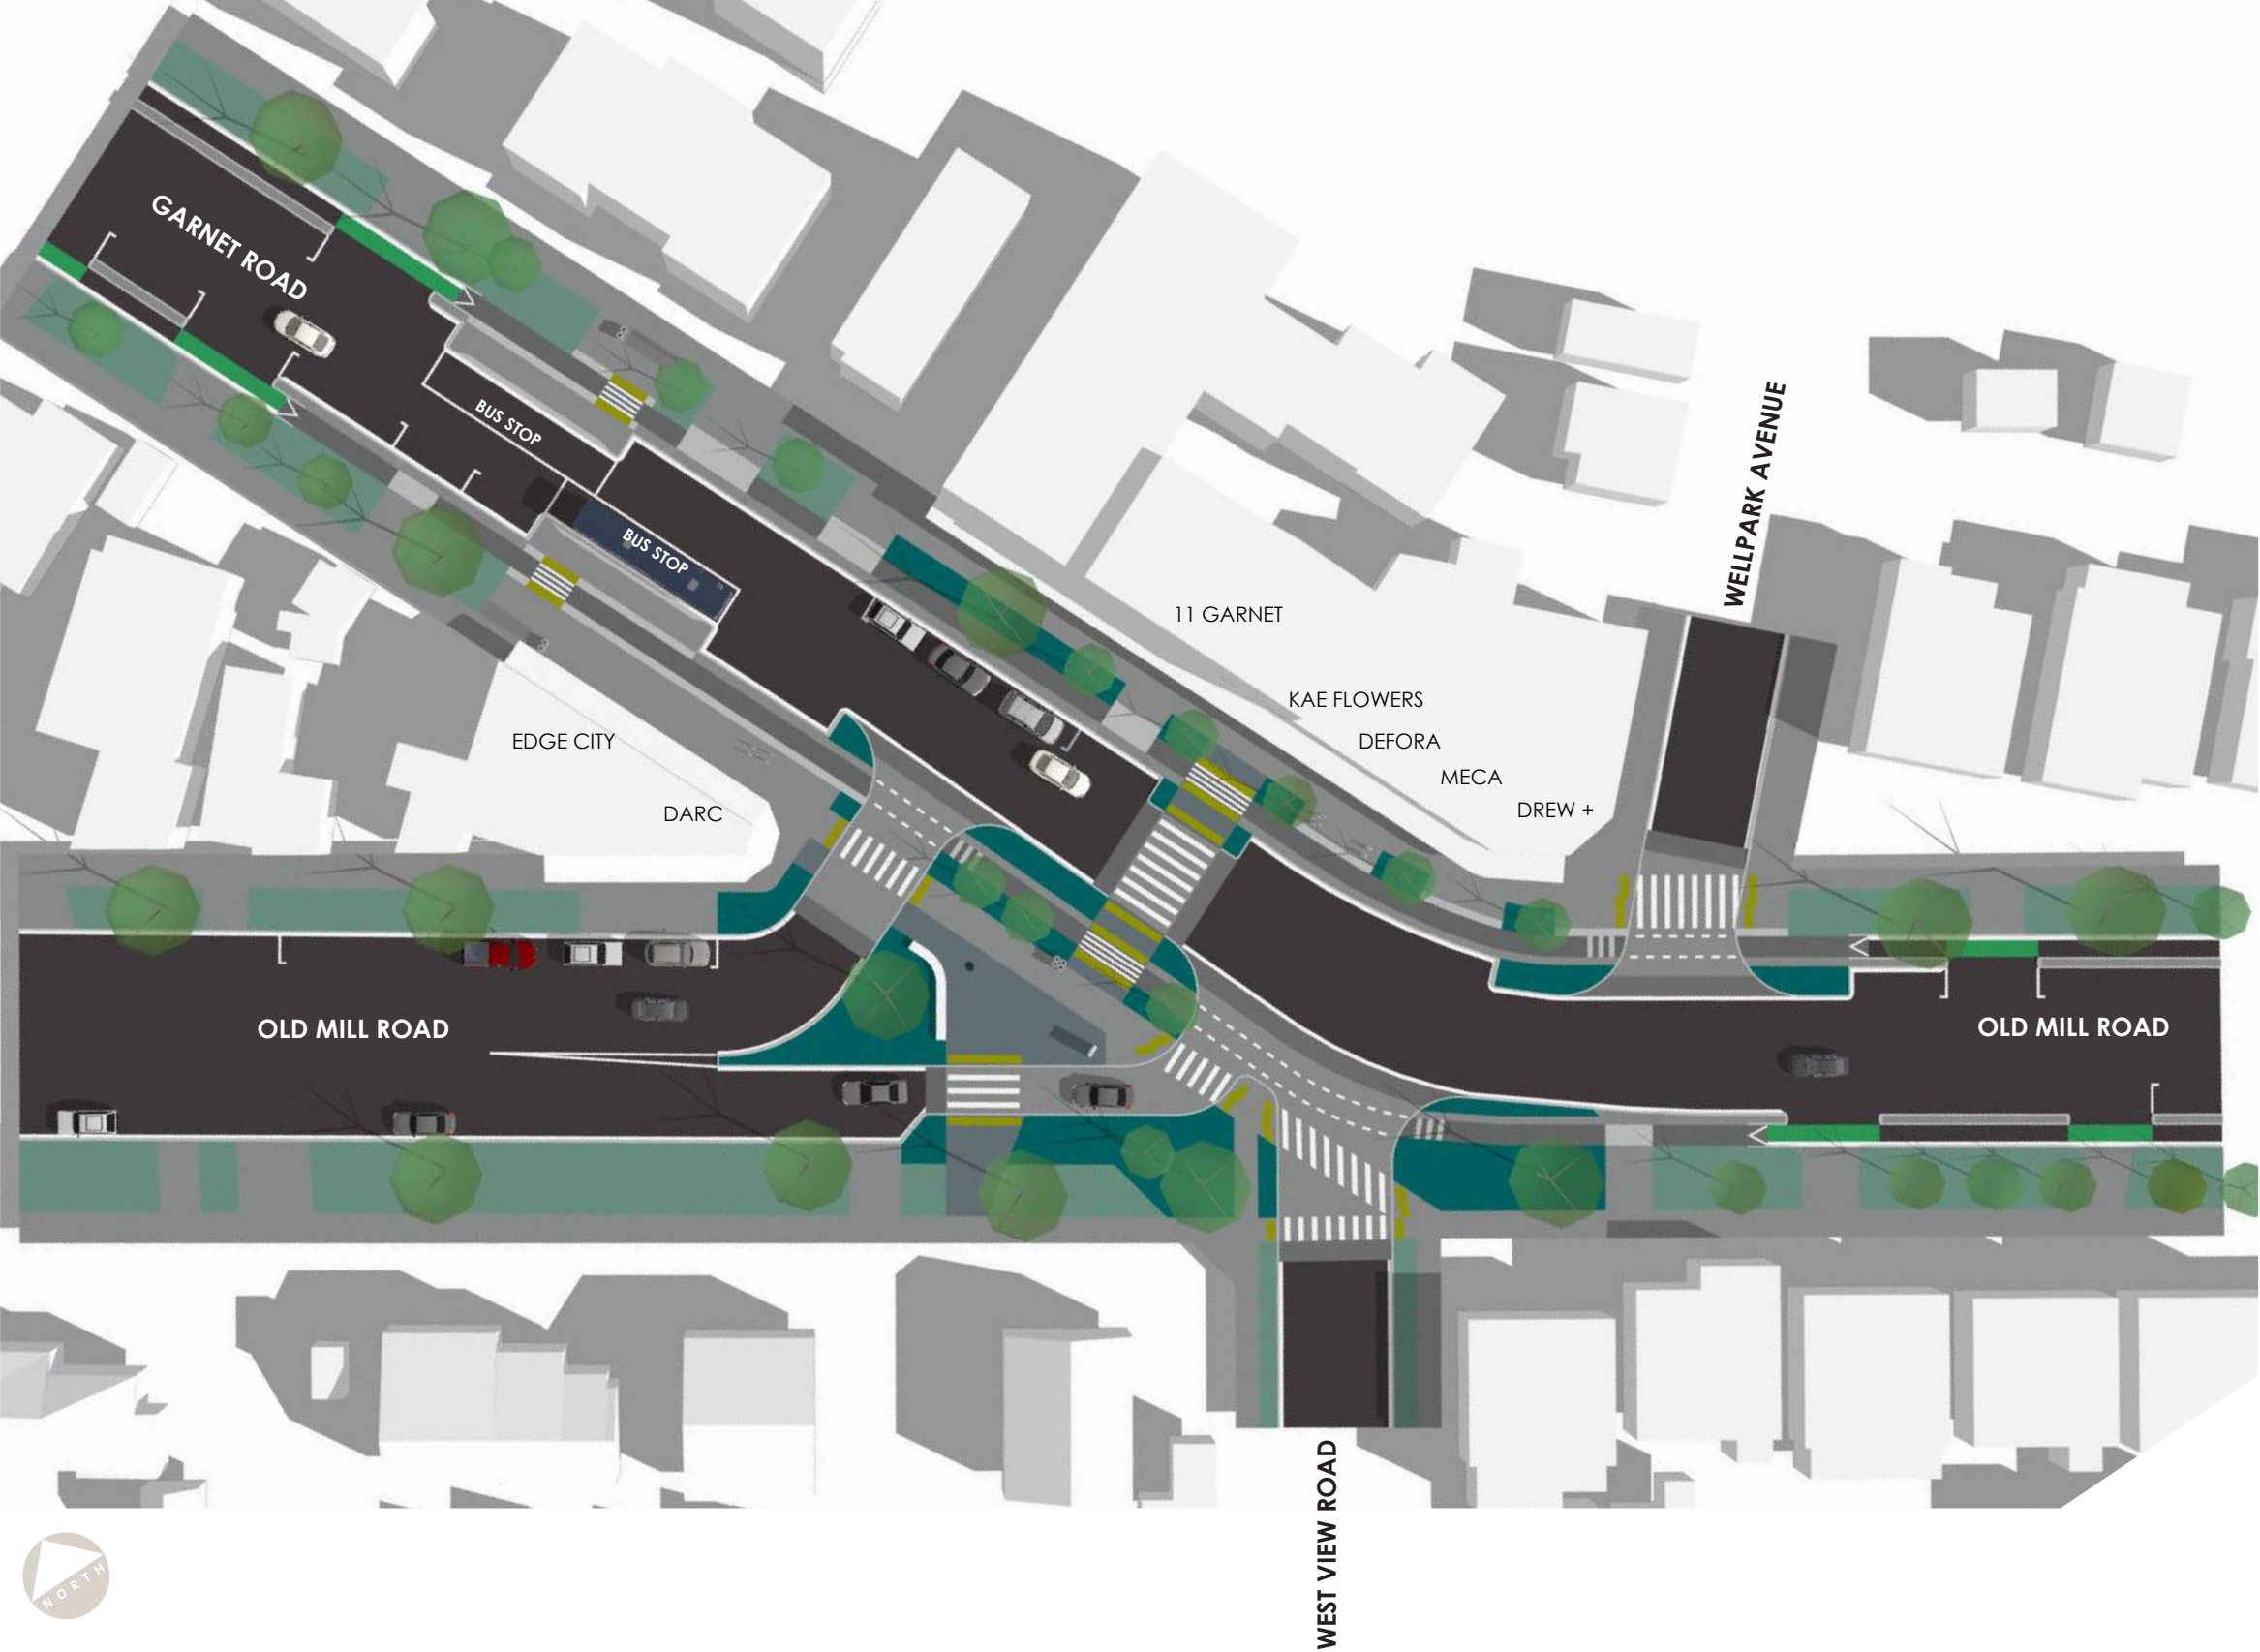 GARNET ROAD
BUS STOP
BUS STOP
WELLPARK AVENUE
11 GARNET
KAE FLOWERS
DEFORA
MECA
DREW +
EDGE CITY
DARC
OLD MILL ROAD
OLD MILL ROAD
WEST VIEW ROAD
NORTH